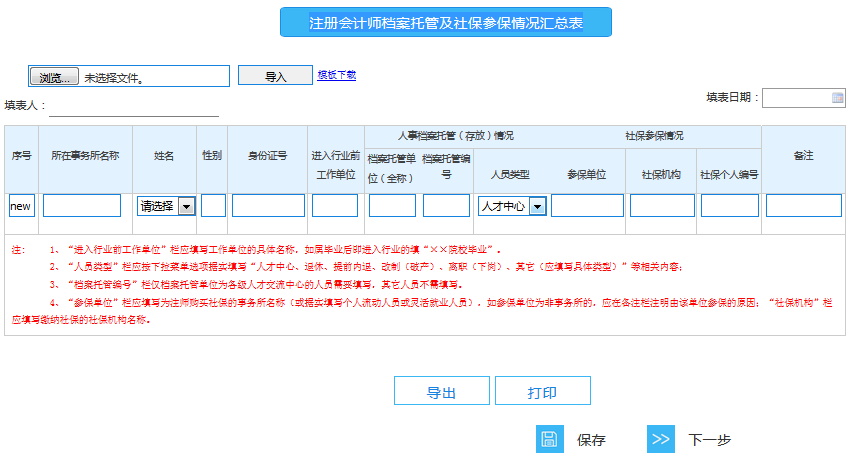 注册会计师档案托管及社保参保情况汇总表
浏览... 未选择文件。 导入 模板下载
填表日期：
填表人：
序号 所在事务所名称 姓名 性别 身份证号 进入行业前工作单位 人事档案托管（存放）情况 社保参保情况 备注
档案托管单位（全称） 档案托管编号 人员类型 参保单位 社保机构 社保个人编号
new 请选择 人才中心
注： 1、“进入行业前工作单位”栏应填写工作单位的具体名称，如属毕业后即进入行业的填“××院校毕业”。
2、“人员类型”栏应按下拉菜单选项据实填写“人才中心、退休、提前内退、改制（破产）、离职（下岗）、其它（应填写具体类型）”等相关内容；
3、“档案托管编号”栏仅档案托管单位为各级人才交流中心的人员需要填写，其它人员不需填写。
4、“参保单位”栏应填写为注师购买社保的事务所名称（或据实填写个人流动人员或灵活就业人员），如参保单位为非事务所的，应在备注栏注明由该单位参保的原因；“社保机构”栏
应填写缴纳社保的社保机构名称。
导出 打印
保存 >> 下一步